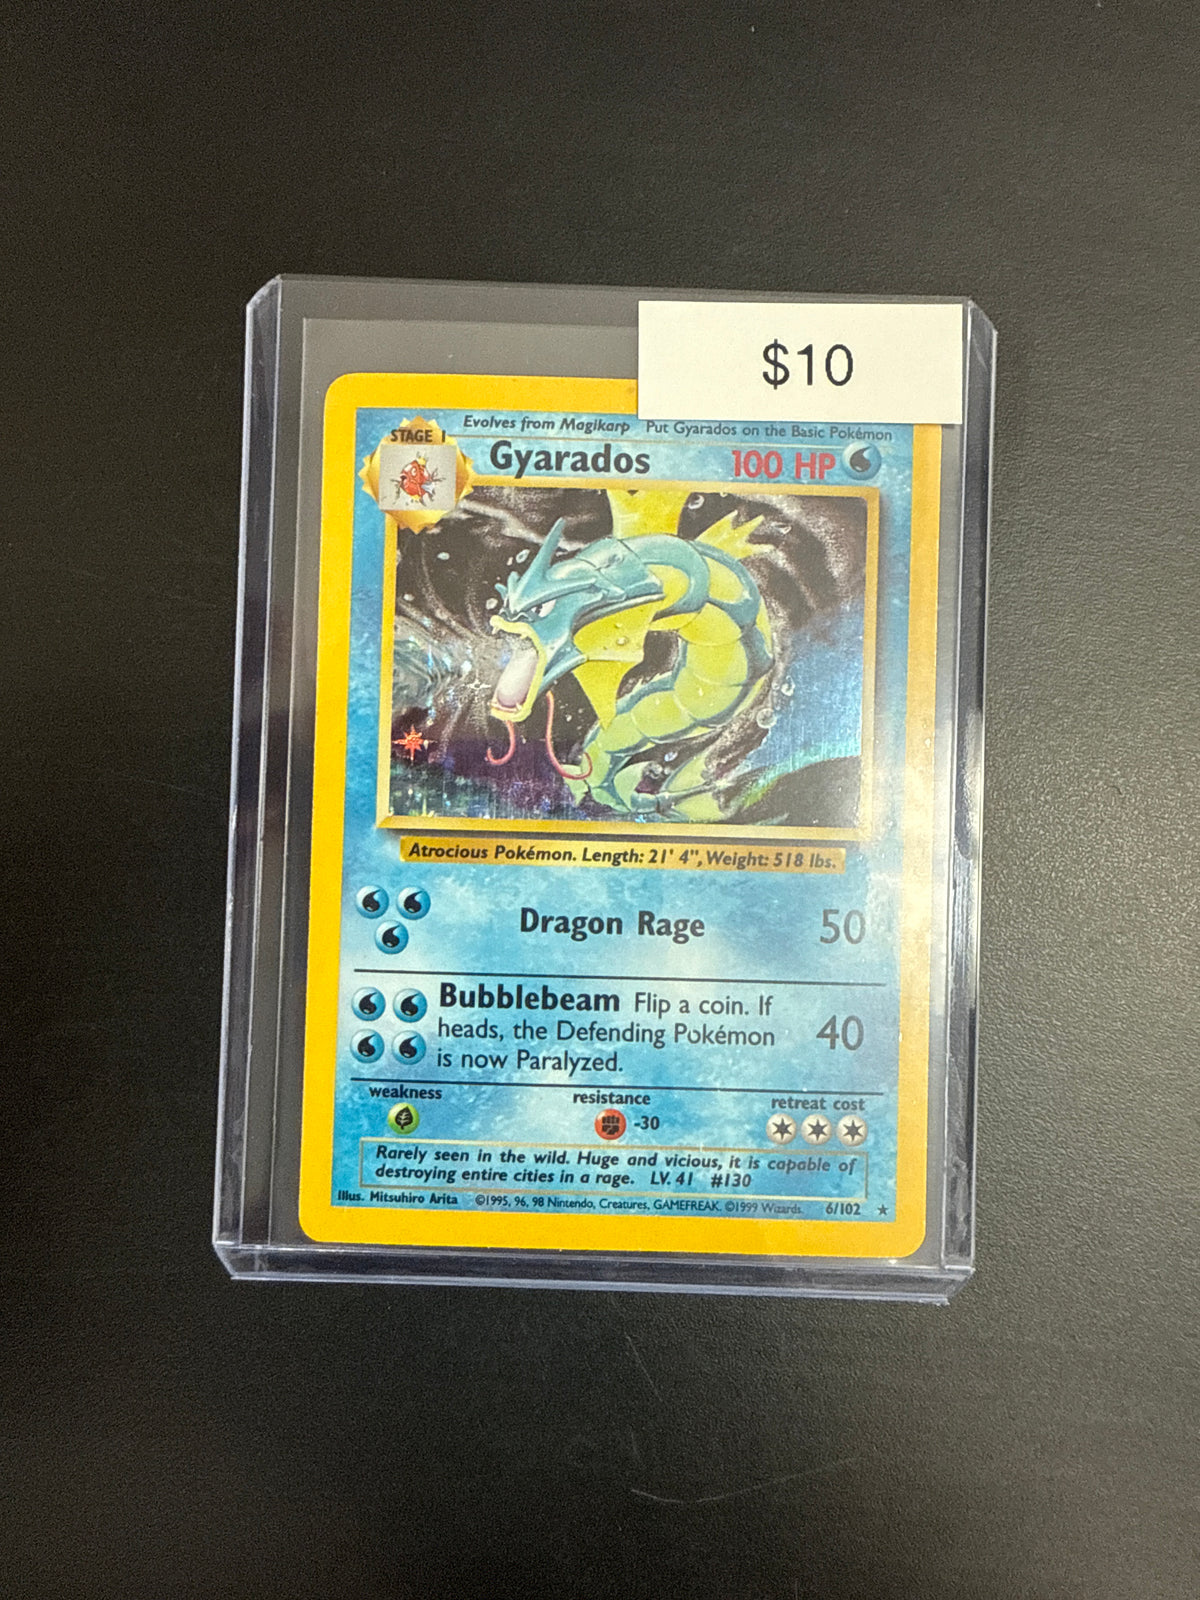 $10
Evolves from Magikarp Put Gyarados on the Basic Pokémon
STAGE 1
Gyarados 100 HP
Atrocious Pokémon. Length: 21' 4", Weight: 518 lbs.
Dragon Rage 50
Bubblebeam Flip a coin. If
heads, the Defending Pokémon 40
is now Paralyzed.
weakness resistance retreat cost
-30
Rarely seen in the wild. Huge and vicious, it is capable of
destroying entire cities in a rage. LV. 41 #130
Illus. Mitsuhiro Arita ©1995, 96, 98 Nintendo, Creatures, GAMEFREAK. ©1999 Wizards. 6/102 ★